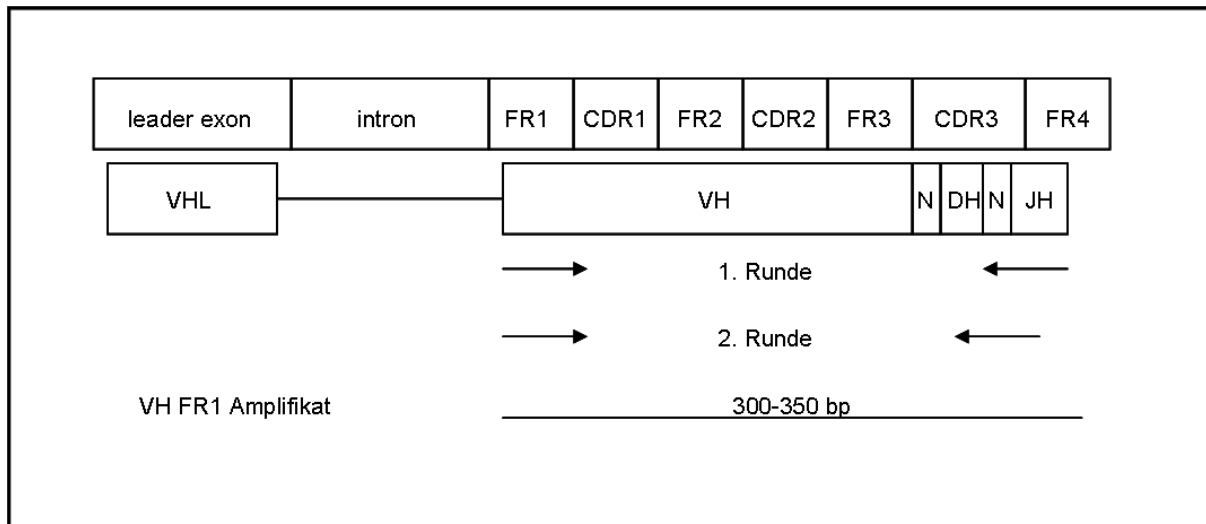 leader exon intron FR1 CDR1 FR2 CDR2 FR3 CDR3 FR4
VHL VH N DH N JH
1. Runde
2. Runde
VH FR1 Amplifikat 300-350 bp